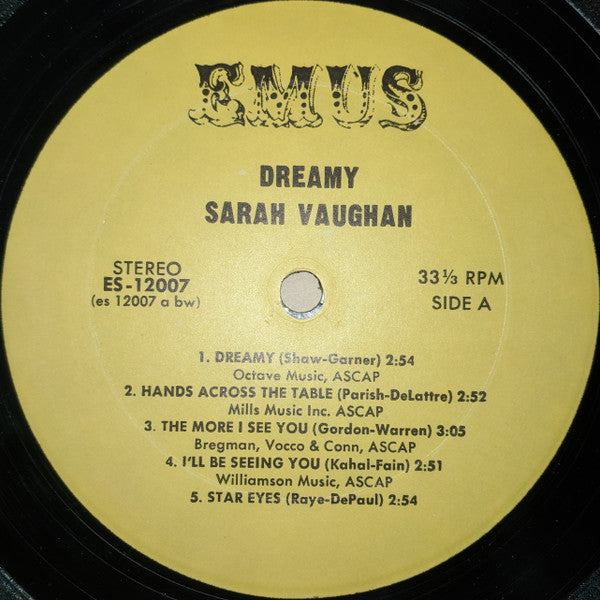 EMUS
DREAMY
SARAH VAUGHAN
STEREO
ES-12007
(es 12007 a bw)
33⅓ RPM
SIDE A
1. DREAMY (Shaw-Garner) 2:54
Octave Music, ASCAP
2. HANDS ACROSS THE TABLE (Parish-DeLattre) 2:52
Mills Music Inc. ASCAP
3. THE MORE I SEE YOU (Gordon-Warren) 3:05
Bregman, Vocco & Conn, ASCAP
4. I'LL BE SEEING YOU (Kahal-Fain) 2:51
Williamson Music, ASCAP
5. STAR EYES (Raye-DePaul) 2:54